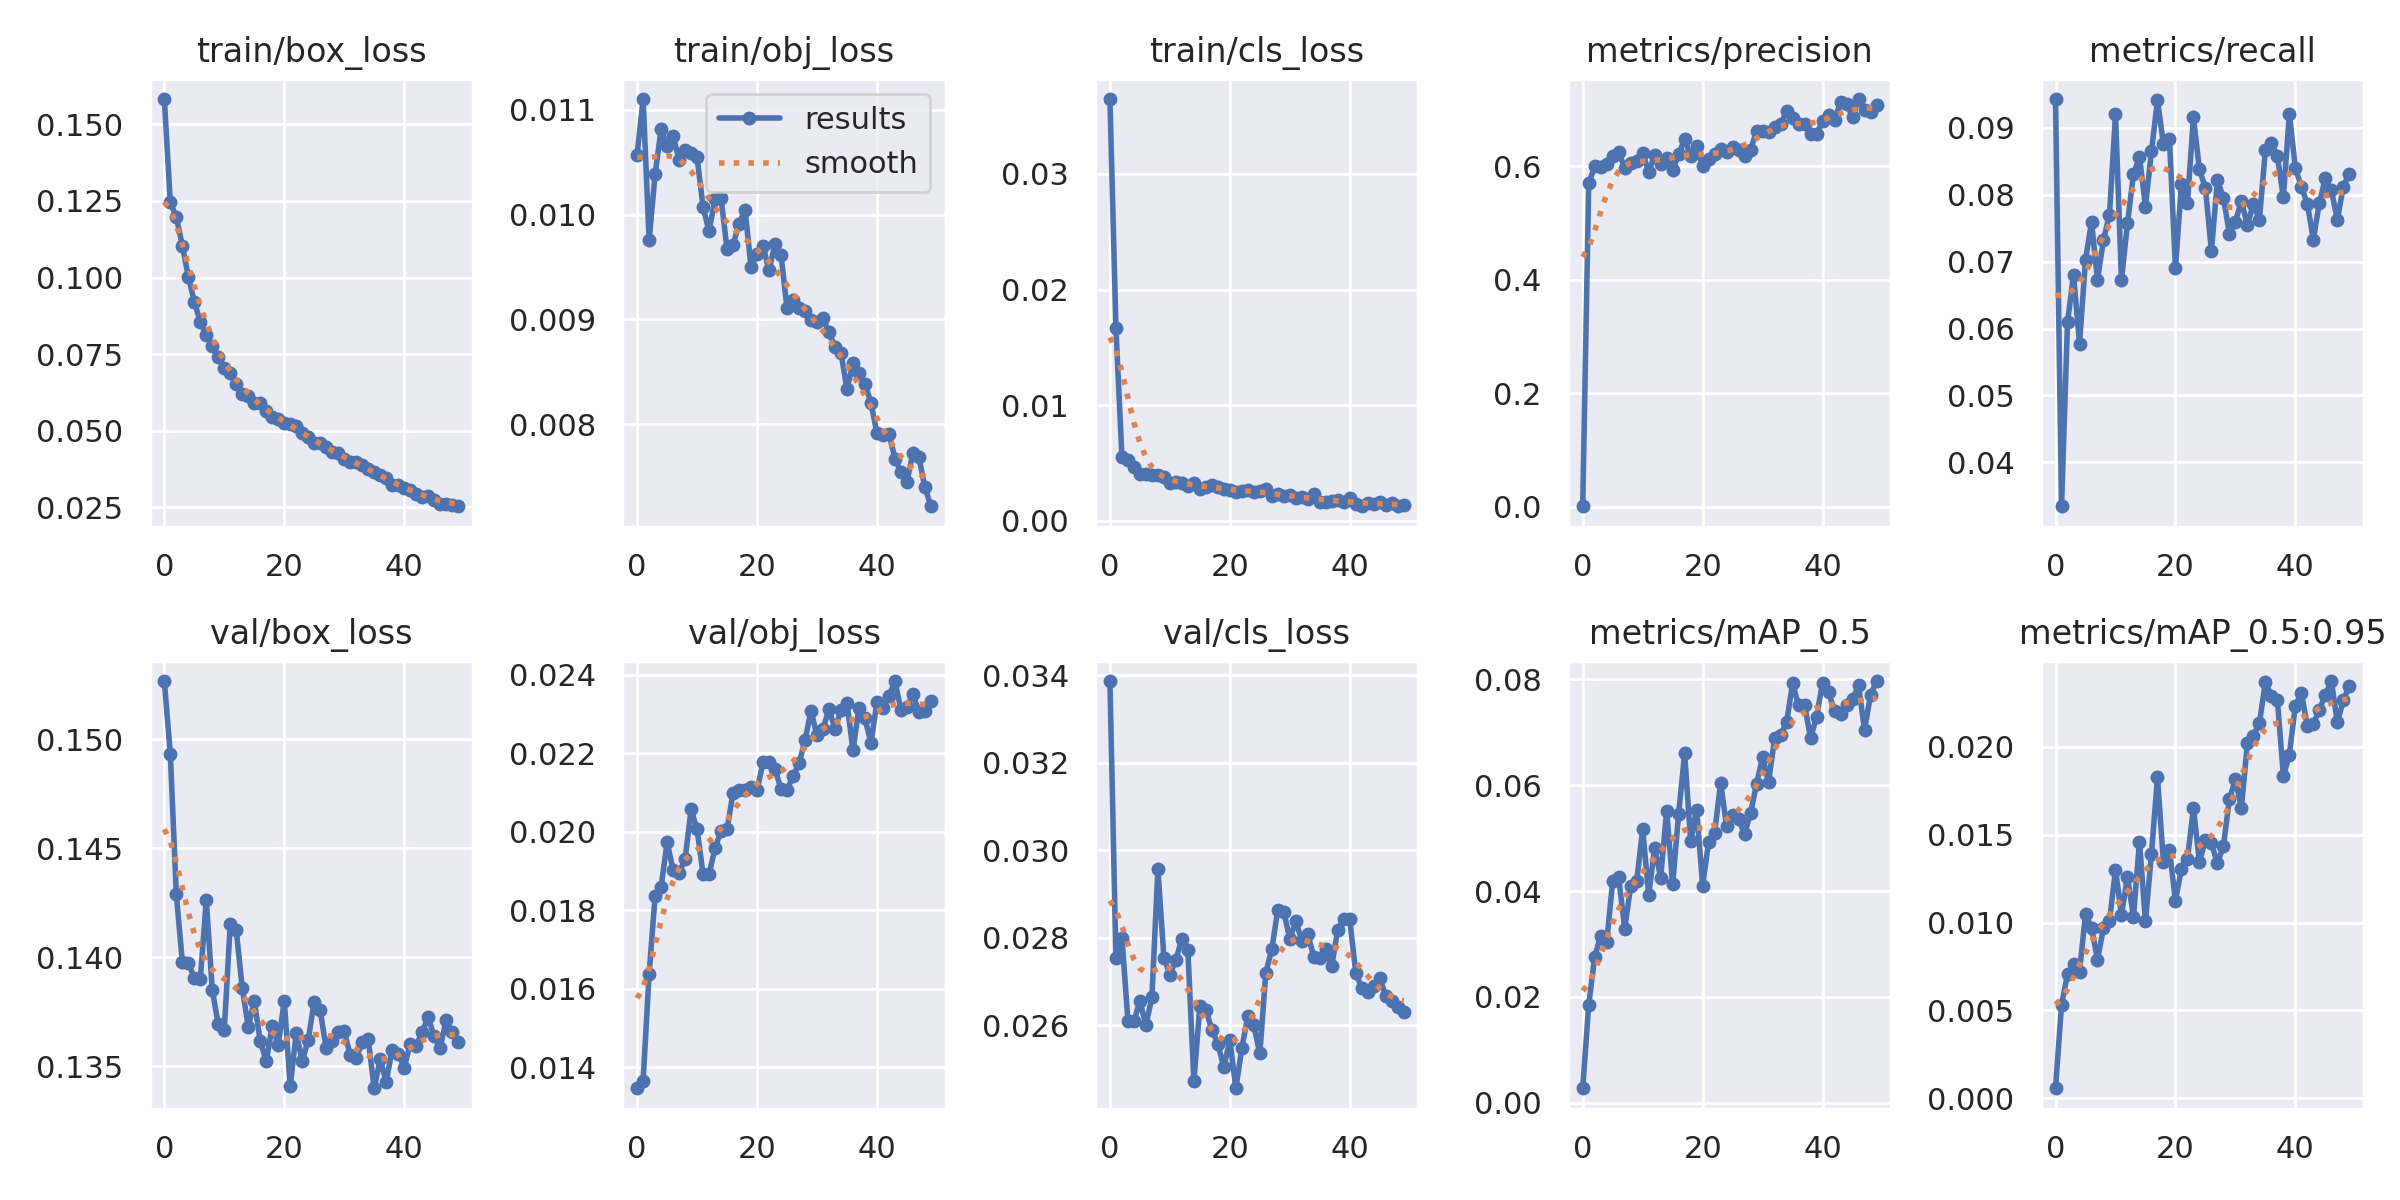 train/box_loss
0.150
0.125
0.100
0.075
0.050
0.025
0 20 40
train/obj_loss
0.011
0.010
0.009
0.008
results
smooth
0 20 40
train/cls_loss
0.03
0.02
0.01
0.00
0 20 40
metrics/precision
0.6
0.4
0.2
0.0
0 20 40
metrics/recall
0.09
0.08
0.07
0.06
0.05
0.04
0 20 40
val/box_loss
0.150
0.145
0.140
0.135
0 20 40
val/obj_loss
0.024
0.022
0.020
0.018
0.016
0.014
0 20 40
val/cls_loss
0.034
0.032
0.030
0.028
0.026
0 20 40
metrics/mAP_0.5
0.08
0.06
0.04
0.02
0.00
0 20 40
metrics/mAP_0.5:0.95
0.020
0.015
0.010
0.005
0.000
0 20 40